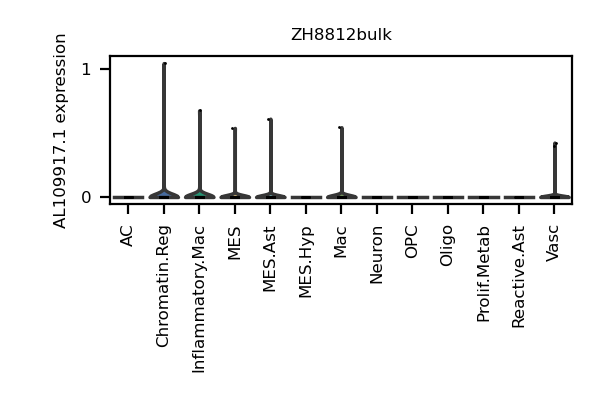 ZH8812bulk
AL109917.1 expression
1
0
AC
Chromatin.Reg
Inflammatory.Mac
MES
MES.Ast
MES.Hyp
Mac
Neuron
OPC
Oligo
Prolif.Metab
Reactive.Ast
Vasc